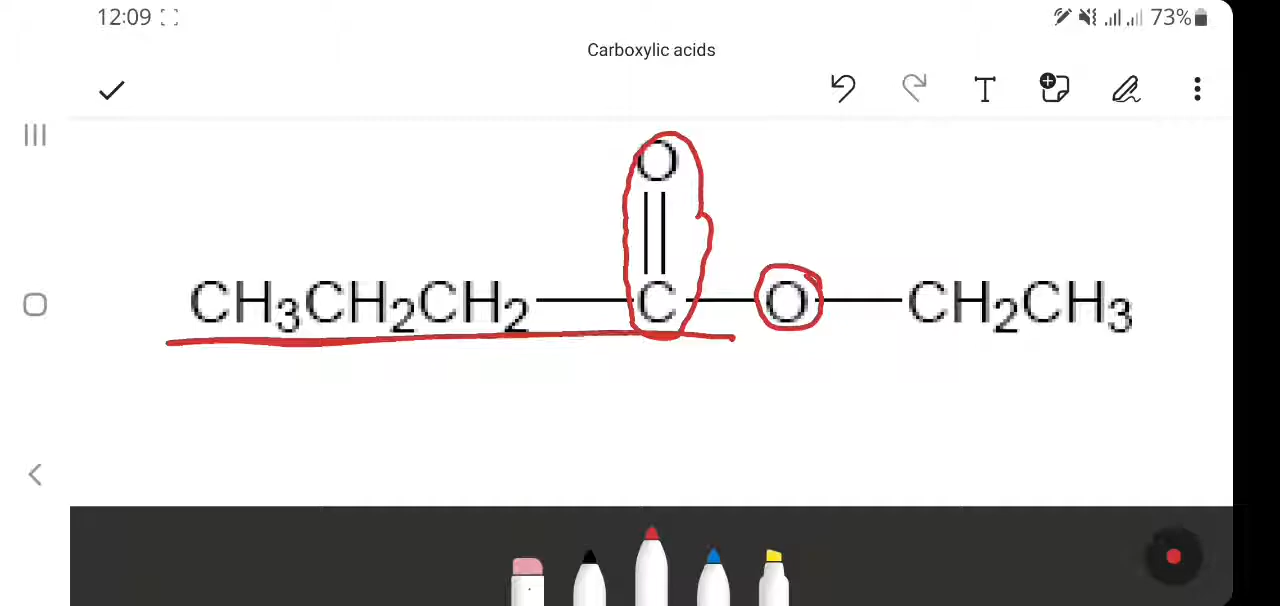 12:09 73%
Carboxylic acids
T
O
CH₃CH₂CH₂ C O CH₂CH₃